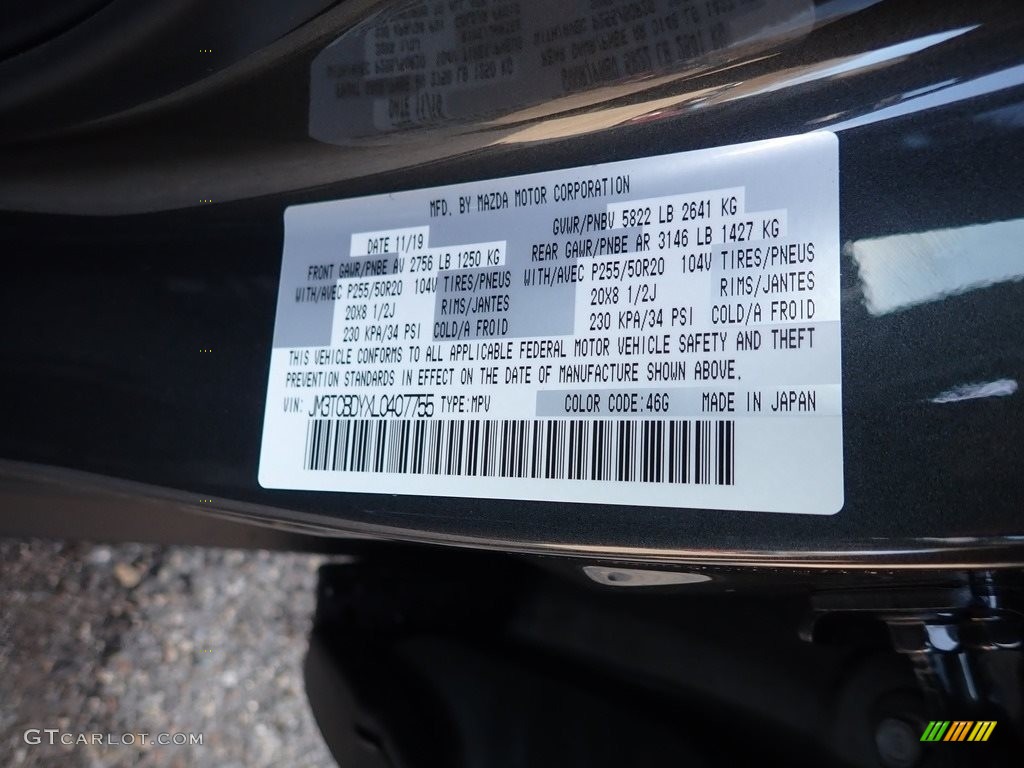 MFD. BY MAZDA MOTOR CORPORATION
DATE 11/19 GVWR/PNBV 5822 LB 2641 KG
FRONT GAWR/PNBE AV 2756 LB 1250 KG REAR GAWR/PNBE AR 3146 LB 1427 KG
WITH/AVEC P255/50R20 104V TIRES/PNEUS WITH/AVEC P255/50R20 104V TIRES/PNEUS
20X8 1/2J RIMS/JANTES 20X8 1/2J RIMS/JANTES
230 KPA/34 PSI COLD/A FROID 230 KPA/34 PSI COLD/A FROID
THIS VEHICLE CONFORMS TO ALL APPLICABLE FEDERAL MOTOR VEHICLE SAFETY AND THEFT
PREVENTION STANDARDS IN EFFECT ON THE DATE OF MANUFACTURE SHOWN ABOVE.
VIN: JM3TCBDYXL0407755 TYPE:MPV COLOR CODE:46G MADE IN JAPAN
GTCARLOT.COM